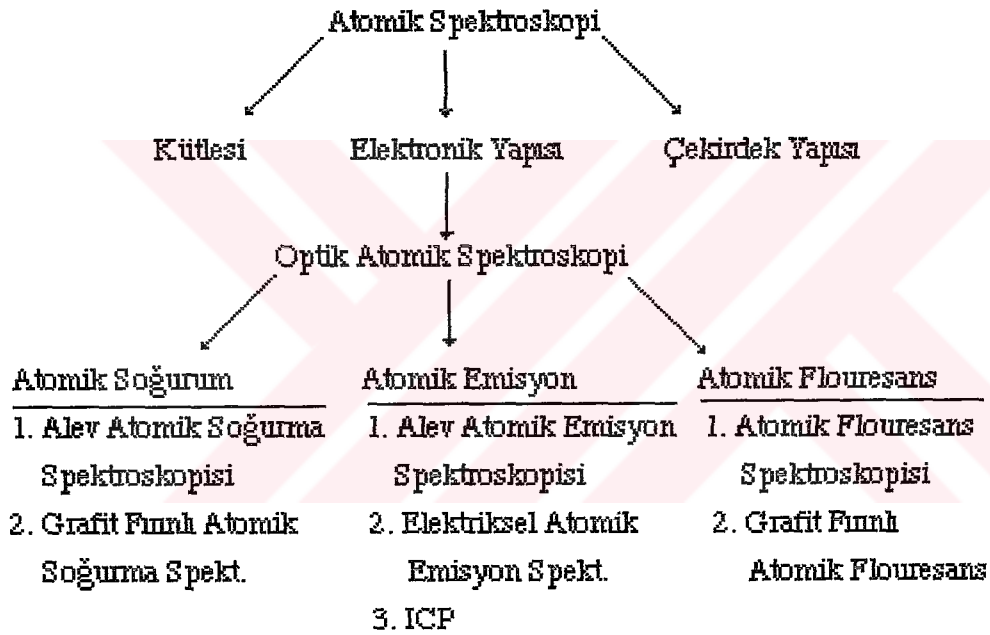 Atomik Spektroskopi
Kütlesi
Elektronik Yapısı
Çekirdek Yapısı
Optik Atomik Spektroskopi
Atomik Soğurum
1. Alev Atomik Soğurma
Spektroskopisi
2. Grafit Fırınlı Atomik
Soğurma Spekt.
Atomik Emisyon
1. Alev Atomik Emisyon
Spektroskopisi
2. Elektriksel Atomik
Emisyon Spekt.
3. ICP
Atomik Flouresans
1. Atomik Flouresans
Spektroskopisi
2. Grafit Fırınlı
Atomik Flouresans